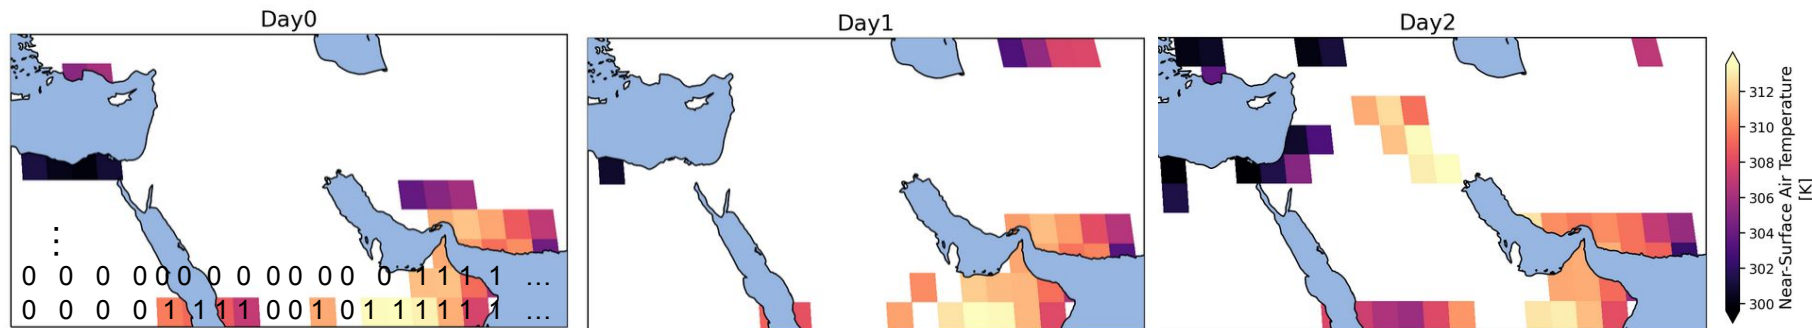 Day0
Day1
Day2
⋮
0 0 0 0 0 0 0 0 0 0 0 0 0 1 1 1 1 ...
0 0 0 0 1 1 1 1 0 0 1 0 1 1 1 1 1 1 ...
312
310
308
306
304
302
300
Near-Surface Air Temperature
[K]